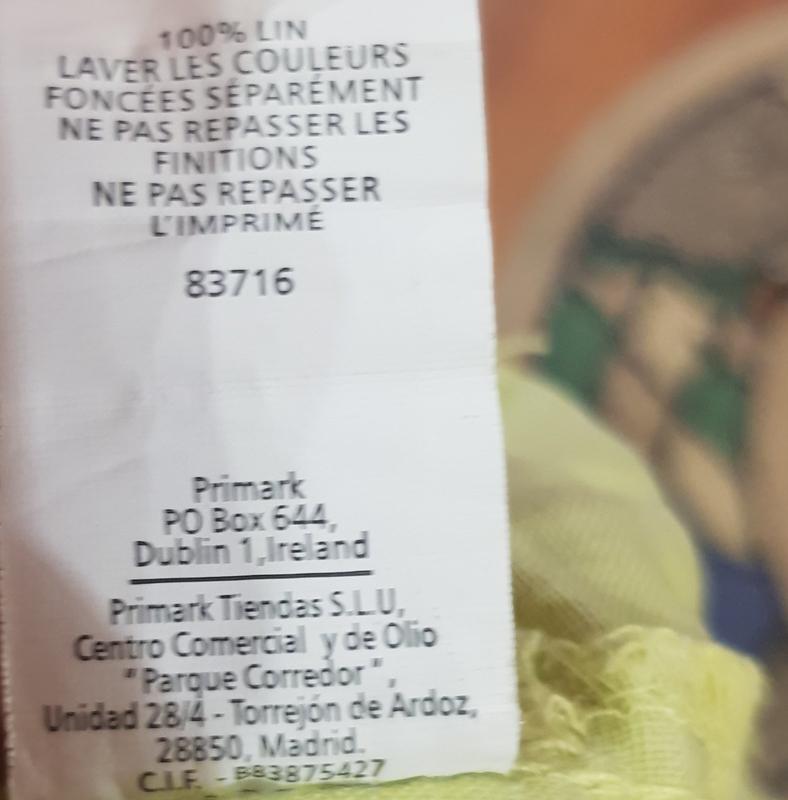 100% LIN
LAVER LES COULEURS
FONCÉES SÉPARÉMENT
NE PAS REPASSER LES
FINITIONS
NE PAS REPASSER
L'IMPRIMÉ
83716
Primark
PO Box 644,
Dublin 1,Ireland
Primark Tiendas S.L.U,
Centro Comercial y de Olio
"Parque Corredor",
Unidad 28/4 - Torrejón de Ardoz,
28850, Madrid.
C.I.F. - B83875427